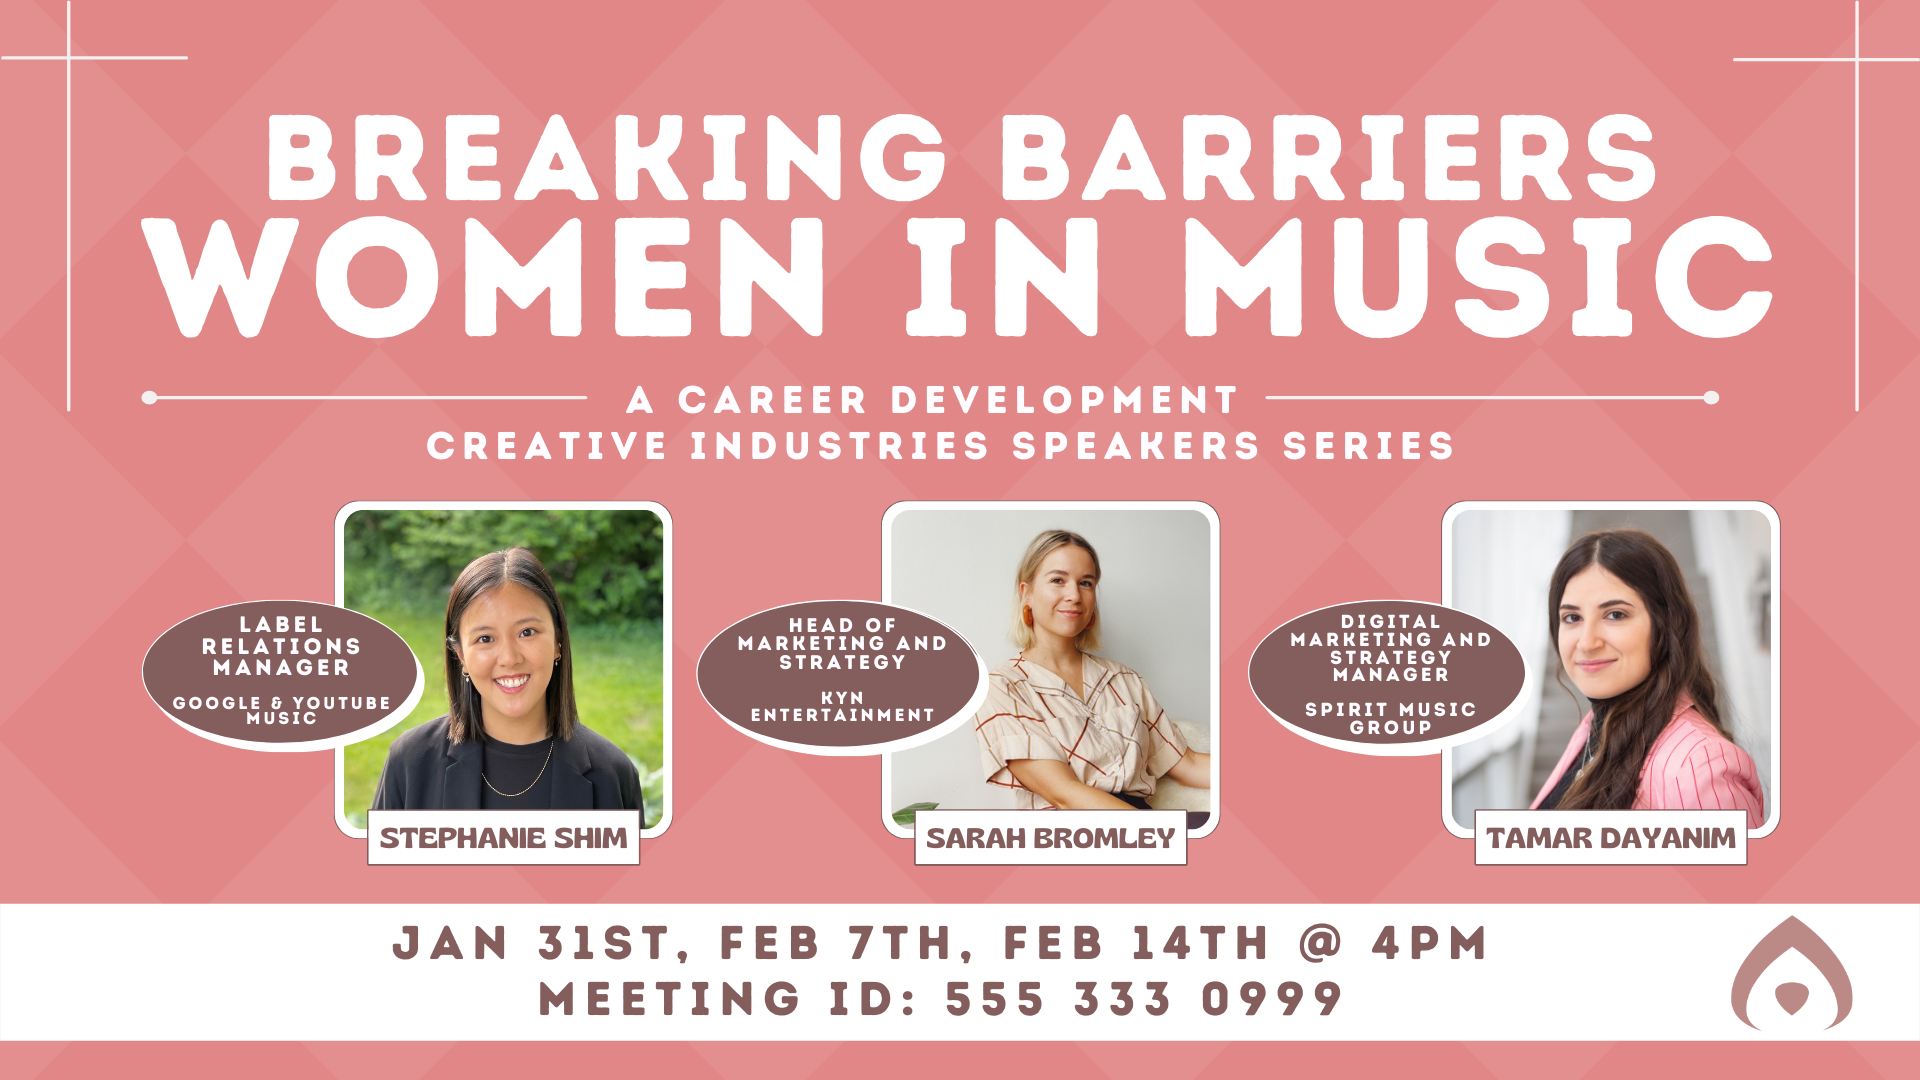 BREAKING BARRIERS
WOMEN IN MUSIC
A CAREER DEVELOPMENT
CREATIVE INDUSTRIES SPEAKERS SERIES
LABEL
RELATIONS
MANAGER
GOOGLE & YOUTUBE
MUSIC
STEPHANIE SHIM
HEAD OF
MARKETING AND
STRATEGY
KYN
ENTERTAINMENT
SARAH BROMLEY
DIGITAL
MARKETING AND
STRATEGY
MANAGER
SPIRIT MUSIC
GROUP
TAMAR DAYANIM
JAN 31ST, FEB 7TH, FEB 14TH @ 4PM
MEETING ID: 555 333 0999